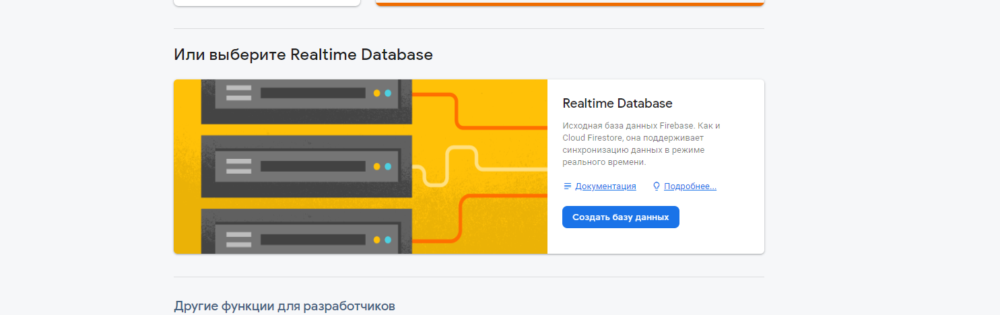 Или выберите Realtime Database
Realtime Database
Исходная база данных Firebase. Как и
Cloud Firestore, она поддерживает
синхронизацию данных в режиме
реального времени.
Документация Подробнее...
Создать базу данных
Другие функции для разработчиков